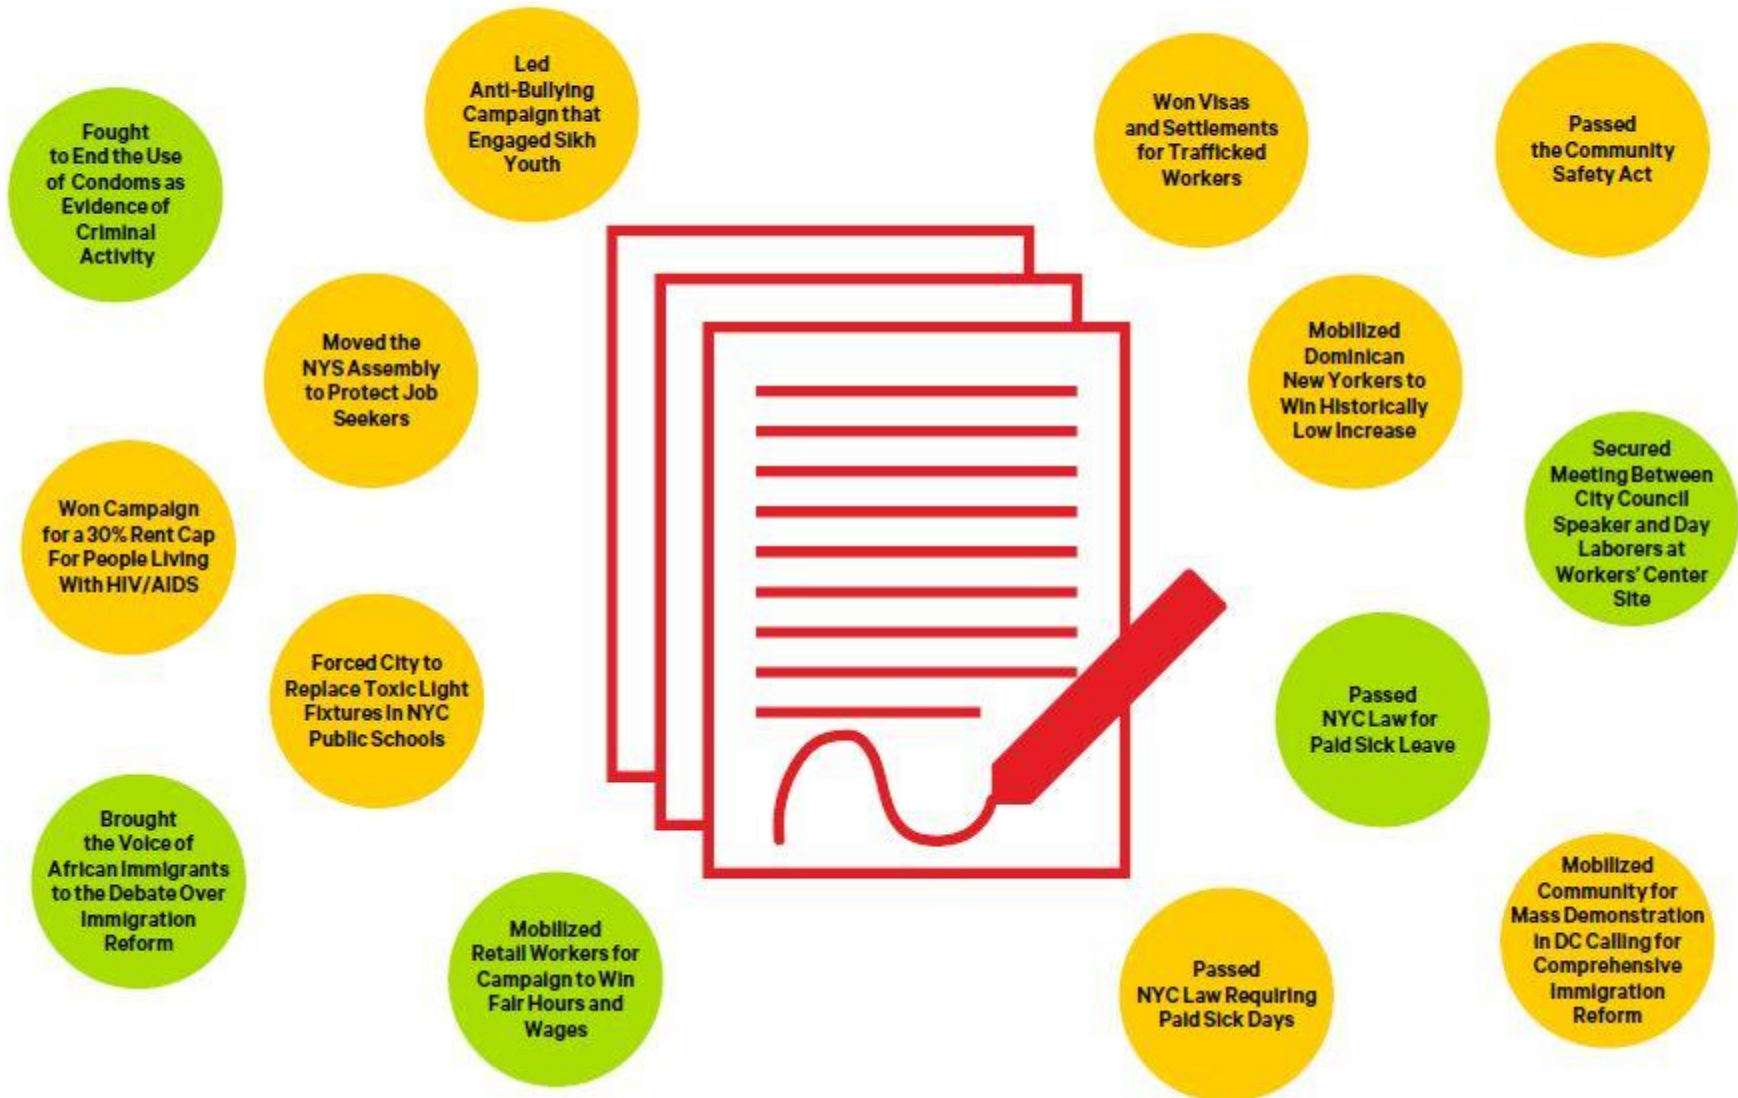 Fought
to End the Use
of Condoms as
Evidence of
Criminal
Activity
Led
Anti-Bullying
Campaign that
Engaged Sikh
Youth
Won Visas
and Settlements
for Trafficked
Workers
Passed
the Community
Safety Act
Moved the
NYS Assembly
to Protect Job
Seekers
Mobilized
Dominican
New Yorkers to
Win Historically
Low Increase
Won Campaign
for a 30% Rent Cap
For People Living
With HIV/AIDS
Secured
Meeting Between
City Council
Speaker and Day
Laborers at
Workers' Center
Site
Forced City to
Replace Toxic Light
Fixtures in NYC
Public Schools
Passed
NYC Law for
Paid Sick Leave
Brought
the Voice of
African Immigrants
to the Debate Over
Immigration
Reform
Mobilized
Retail Workers for
Campaign to Win
Fair Hours and
Wages
Passed
NYC Law Requiring
Paid Sick Days
Mobilized
Community for
Mass Demonstration
in DC Calling for
Comprehensive
Immigration
Reform